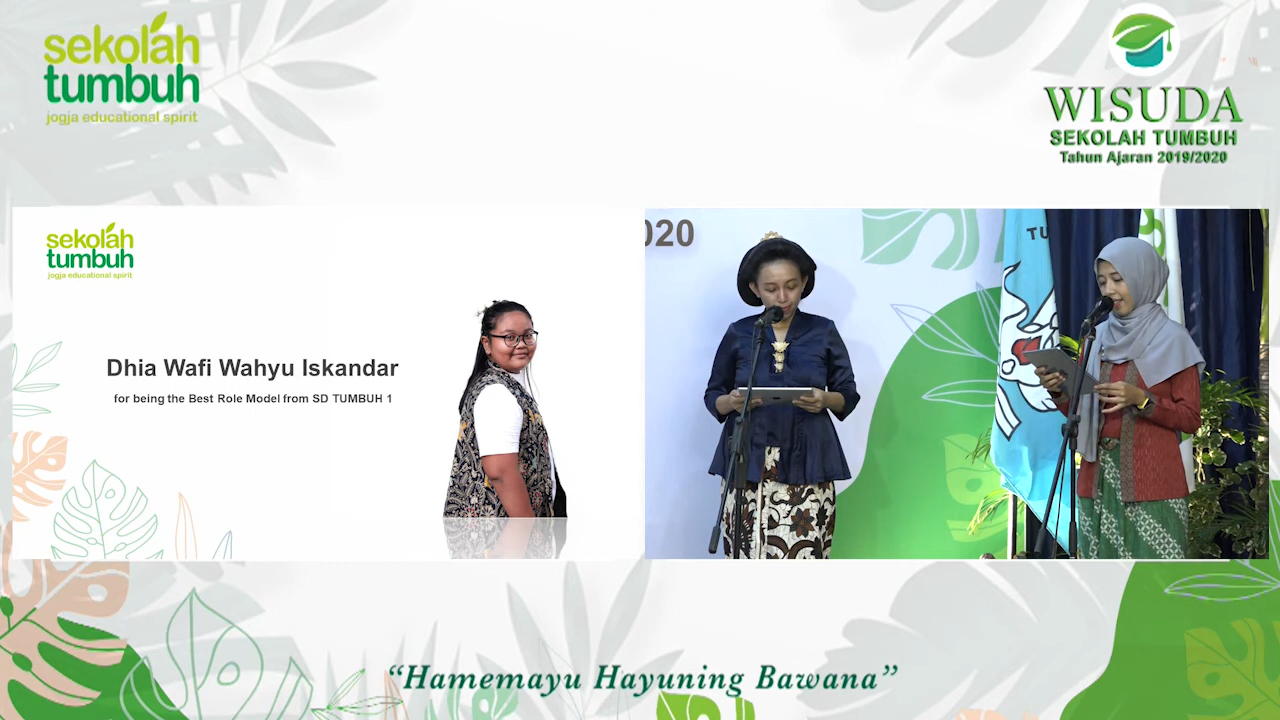 sekolah
tumbuh
jogja educational spirit
WISUDA
SEKOLAH TUMBUH
Tahun Ajaran 2019/2020
sekolah
tumbuh
jogja educational spirit
Dhia Wafi Wahyu Iskandar
for being the Best Role Model from SD TUMBUH 1
020
TU
“Hamemayu Hayuning Bawana”